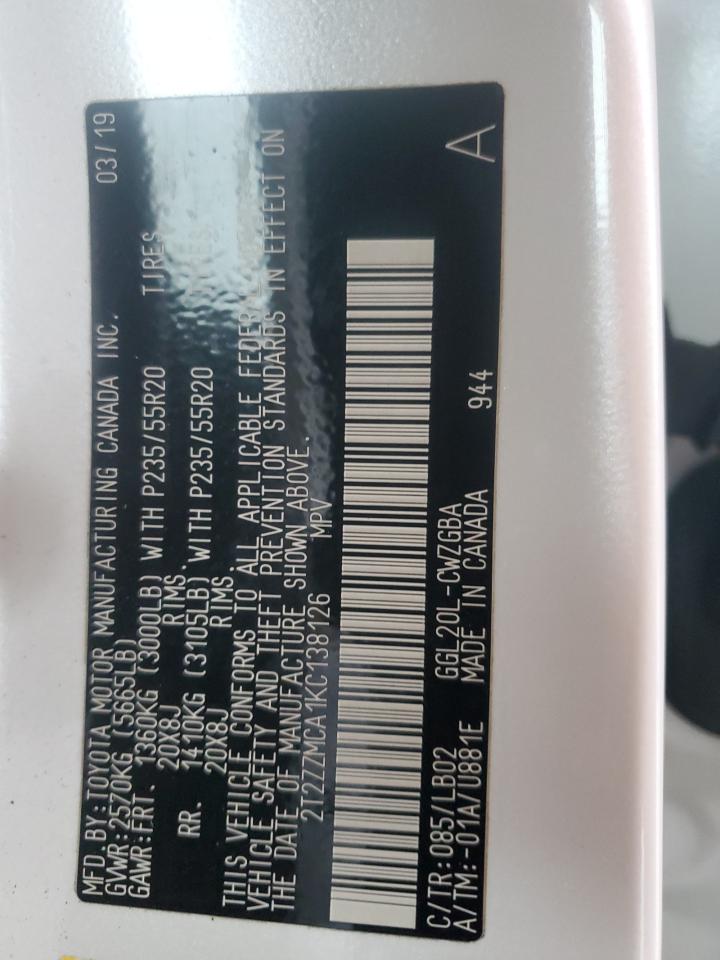 MFD. BY: TOYOTA MOTOR MANUFACTURING CANADA INC. 03/19
GVWR: 2570KG (5665LB)
GAWR: FRT. 1360KG (3000LB) WITH P235/55R20 TIRES
20X8J RIMS.
RR. 1410KG (3105LB) WITH P235/55R20 TIRES
20X8J RIMS.
THIS VEHICLE CONFORMS TO ALL APPLICABLE FEDERAL
VEHICLE SAFETY AND THEFT PREVENTION STANDARDS IN EFFECT ON
THE DATE OF MANUFACTURE SHOWN ABOVE.
2T2ZZMCA1KC138126 MPV
C/TR: 085/LB02 GGL20L-CWZGBA A
A/TM: -01A/U881E MADE IN CANADA 944